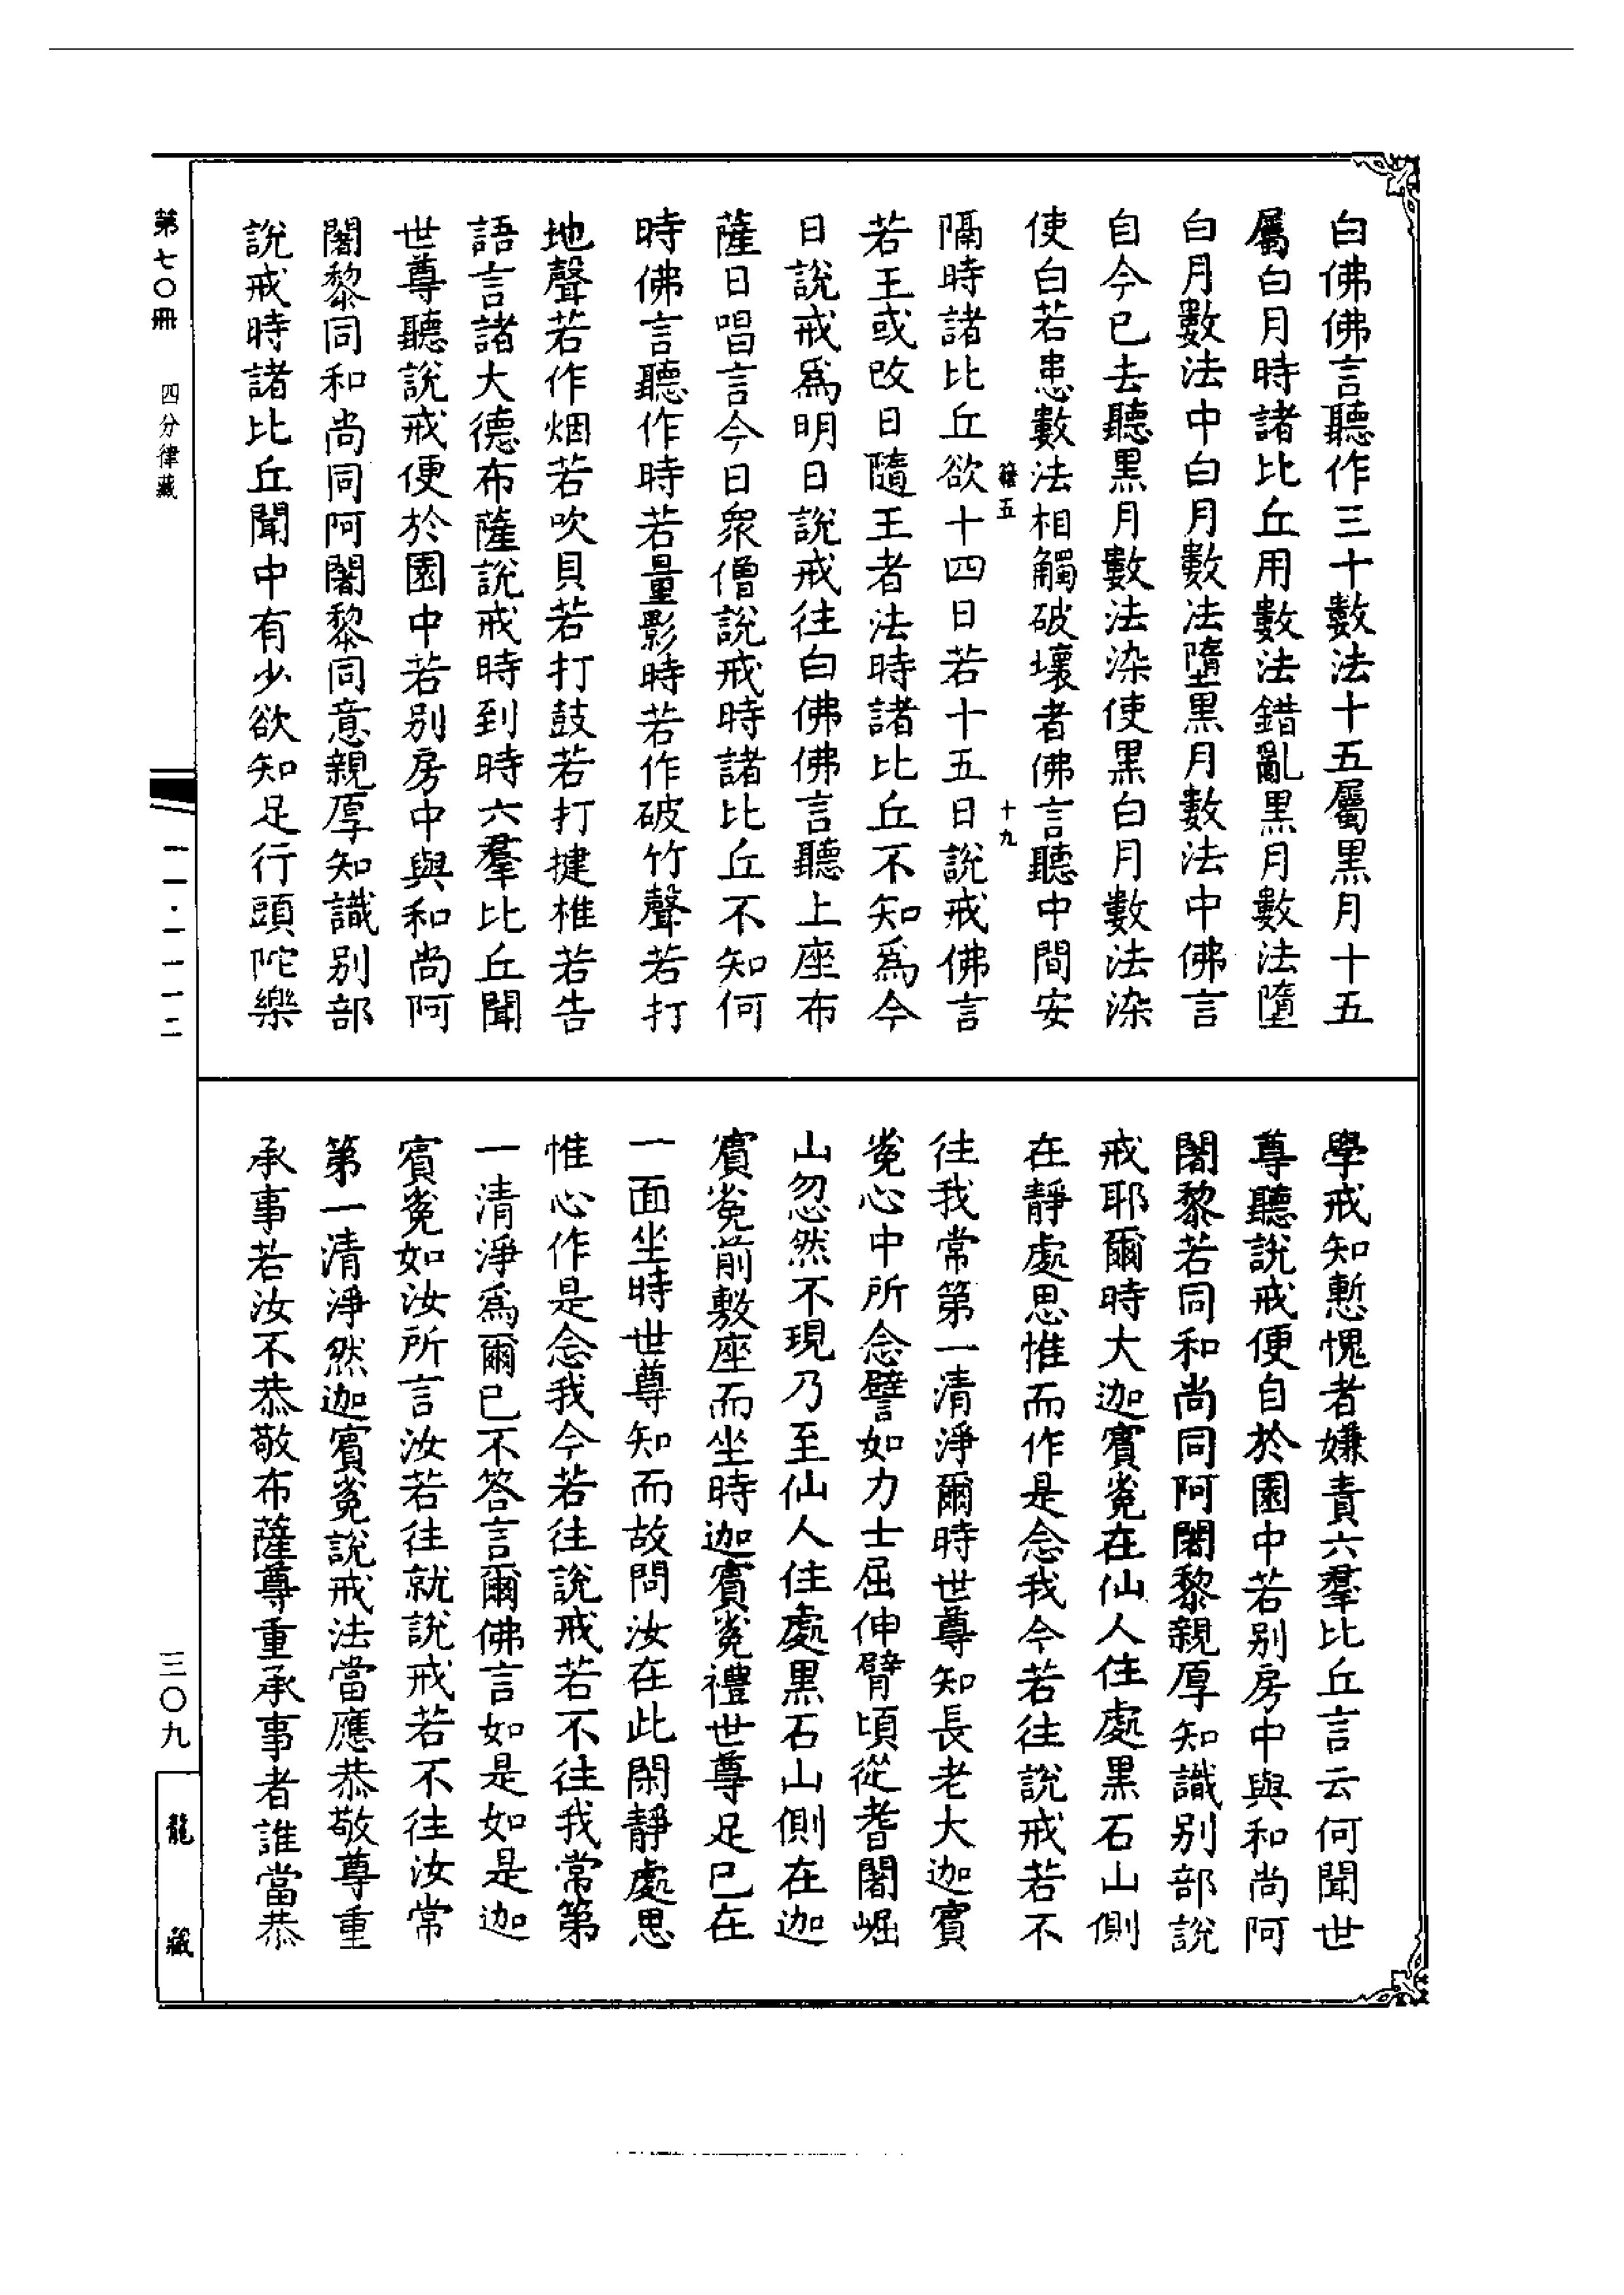 白佛佛言聽作三十數法十五屬黑月十五
屬白月時諸比丘用數法錯亂黑月數法墮
白月數法中白月數法墮黑月數法中佛言
自今已去聽黑月數法染使黑白月數法染
使白若患數法相觸破壞者佛言聽中間安
籍五 十九
隔時諸比丘欲十四日若十五日說戒佛言
若王或改日隨王者法時諸比丘不知為今
日說戒為明日說戒往白佛佛言聽上座布
薩日唱言今日眾僧說戒時諸比丘不知何
時佛言聽作時若量影時若作破竹聲若打
地聲若作烟若吹貝若打鼓若打揵椎若告
語言諸大德布薩說戒時到時六羣比丘聞
世尊聽說戒便於園中若別房中與和尚阿
闍黎同和尚同阿闍黎同意親厚知識別部
說戒時諸比丘聞中有少欲知足行頭陀樂
學戒知慙愧者嫌責六羣比丘言云何聞世
尊聽說戒便自於園中若別房中與和尚阿
闍黎若同和尚同阿闍黎親厚知識別部說
戒耶爾時大迦賓㝹在仙人住處黑石山側
在靜處思惟而作是念我今若往說戒若不
往我常第一清淨爾時世尊知長老大迦賓
㝹心中所念譬如力士屈伸臂頃從耆闍崛
山忽然不現乃至仙人住處黑石山側在迦
賓㝹前敷座而坐時迦賓㝹禮世尊足已在
一面坐時世尊知而故問汝在此閑靜處思
惟心作是念我今若往說戒若不往我常第
一清淨為爾已不答言爾佛言如是如是迦
賓㝹如汝所言汝若往就說戒若不往汝常
第一清淨然迦賓㝹說戒法當應恭敬尊重
承事若汝不恭敬布薩尊重承事者誰當恭
第七〇冊 四分律藏
一一·二一一二
三〇九
龍藏